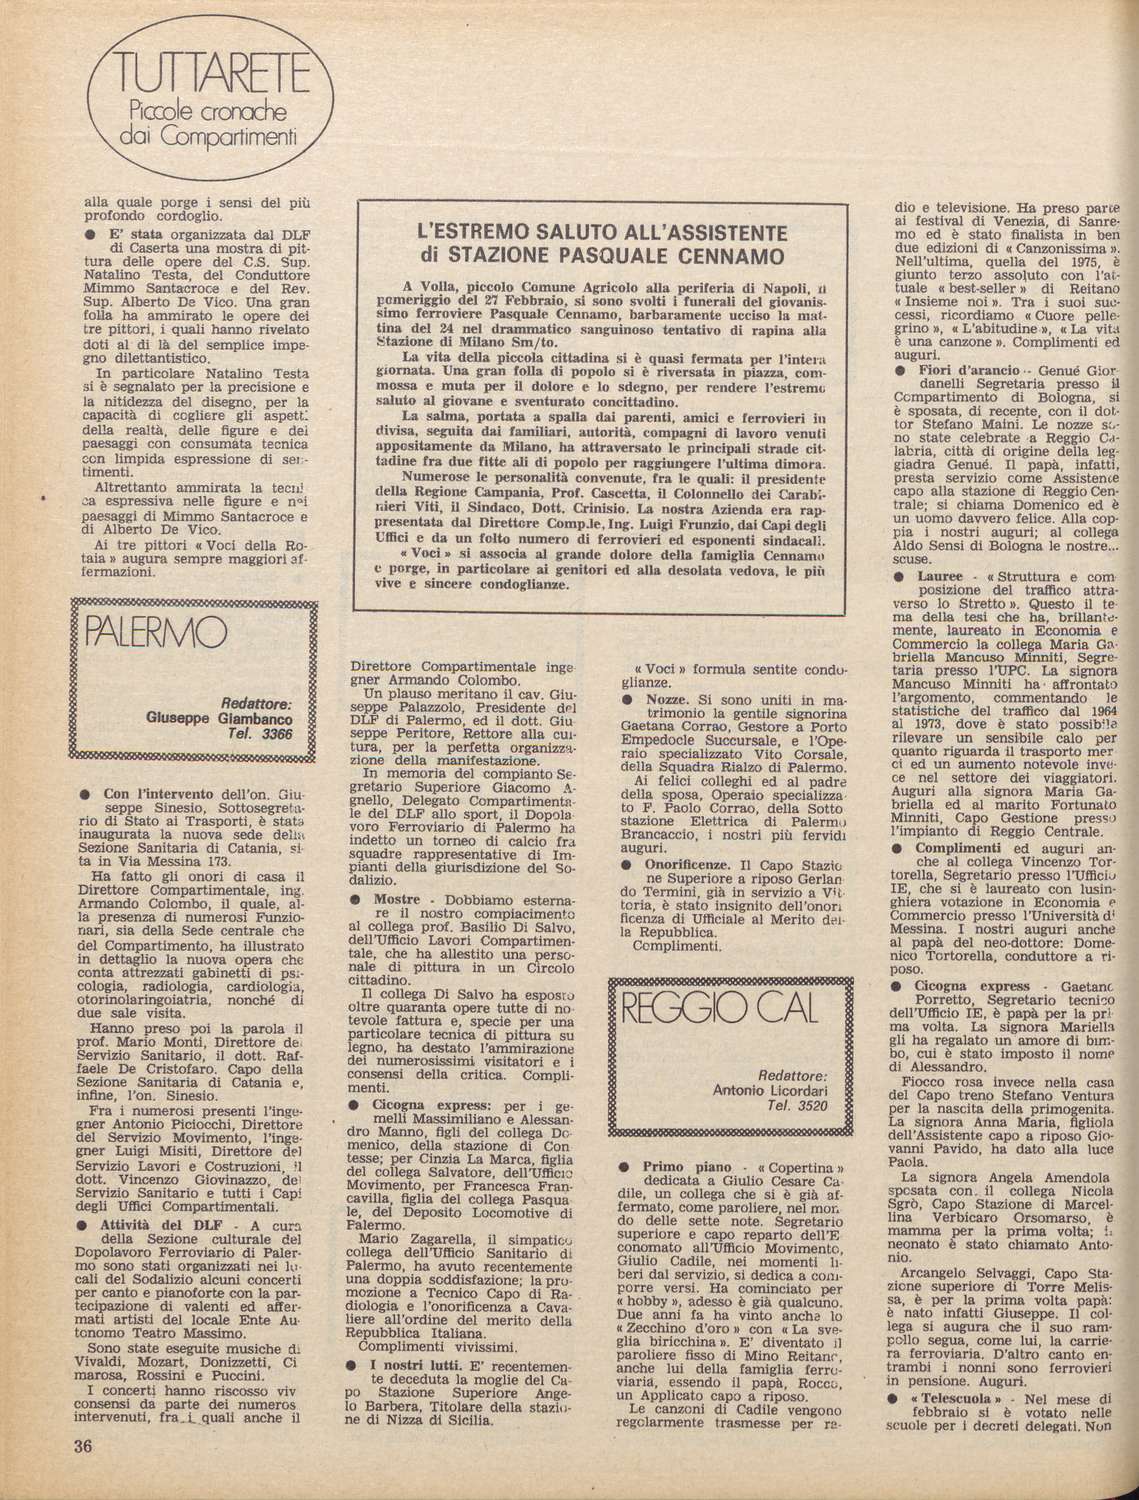 TUTTARETE
Piccole cronache
dai Compartimenti
alla quale porge i sensi del più
profondo cordoglio.
● E' stata organizzata dal DLF
di Caserta una mostra di pit-
tura delle opere del C.S. Sup.
Natalino Testa, del Conduttore
Mimmo Santacroce e del Rev.
Sup. Alberto De Vico. Una gran
folla ha ammirato le opere dei
tre pittori, i quali hanno rivelato
doti al di là del semplice impe-
gno dilettantistico.
In particolare Natalino Testa
si è segnalato per la precisione e
la nitidezza del disegno, per la
capacità di cogliere gli aspetti
della realtà, delle figure e dei
paesaggi con consumata tecnica
con limpida espressione di sen-
timenti.
Altrettanto ammirata la tecni
ca espressiva nelle figure e nei
paesaggi di Mimmo Santacroce e
di Alberto De Vico.
Ai tre pittori « Voci della Ro-
taia » augura sempre maggiori af-
fermazioni.
L'ESTREMO SALUTO ALL'ASSISTENTE
di STAZIONE PASQUALE CENNAMO
A Volla, piccolo Comune Agricolo alla periferia di Napoli, il
pomeriggio del 27 Febbraio, si sono svolti i funerali del giovanis-
simo ferroviere Pasquale Cennamo, barbaramente ucciso la mat-
tina del 24 nel drammatico sanguinoso tentativo di rapina alla
Stazione di Milano Sm/to.
La vita della piccola cittadina si è quasi fermata per l'intera
giornata. Una gran folla di popolo si è riversata in piazza, com-
mossa e muta per il dolore e lo sdegno, per rendere l'estremo
saluto al giovane e sventurato concittadino.
La salma, portata a spalla dai parenti, amici e ferrovieri in
divisa, seguita dai familiari, autorità, compagni di lavoro venuti
appositamente da Milano, ha attraversato le principali strade cit-
tadine fra due fitte ali di popolo per raggiungere l'ultima dimora.
Numerose le personalità convenute, fra le quali: il presidente
della Regione Campania, Prof. Cascetta, il Colonnello dei Carabi-
nieri Viti, il Sindaco, Dott. Crinisio. La nostra Azienda era rap-
presentata dal Direttore Comp.le, Ing. Luigi Frunzio, dai Capi degli
Uffici e da un folto numero di ferrovieri ed esponenti sindacali.
« Voci » si associa al grande dolore della famiglia Cennamo
e porge, in particolare ai genitori ed alla desolata vedova, le più
vive e sincere condoglianze.
PALERMO
Redattore:
Giuseppe Giambanco
Tel. 3366
● Con l'intervento dell'on. Giu-
seppe Sinesio, Sottosegreta-
rio di Stato ai Trasporti, è stata
inaugurata la nuova sede della
Sezione Sanitaria di Catania, si-
ta in Via Messina 173.
Ha fatto gli onori di casa il
Direttore Compartimentale, ing.
Armando Colombo, il quale, al-
la presenza di numerosi Funzio-
nari, sia della Sede centrale che
del Compartimento, ha illustrato
in dettaglio la nuova opera che
conta attrezzati gabinetti di psi-
cologia, radiologia, cardiologia,
otorinolaringoiatria, nonché di
due sale visita.
Hanno preso poi la parola il
prof. Mario Monti, Direttore del
Servizio Sanitario, il dott. Raf-
faele De Cristofaro. Capo della
Sezione Sanitaria di Catania e,
infine, l'on. Sinesio.
Fra i numerosi presenti l'inge-
gner Antonio Piciocchi, Direttore
del Servizio Movimento, l'inge-
gner Luigi Misiti, Direttore del
Servizio Lavori e Costruzioni, il
dott. Vincenzo Giovinazzo, del
Servizio Sanitario e tutti i Capi
degli Uffici Compartimentali.
● Attività del DLF - A cura
della Sezione culturale del
Dopolavoro Ferroviario di Paler-
mo sono stati organizzati nei lo-
cali del Sodalizio alcuni concerti
per canto e pianoforte con la par-
tecipazione di valenti ed affer-
mati artisti del locale Ente Au-
tonomo Teatro Massimo.
Sono state eseguite musiche di
Vivaldi, Mozart, Donizzetti, Ci
marosa, Rossini e Puccini.
I concerti hanno riscosso viv
consensi da parte dei numeros
intervenuti, fra i quali anche il
Direttore Compartimentale inge-
gner Armando Colombo.
Un plauso meritano il cav. Giu-
seppe Palazzolo, Presidente del
DLF di Palermo, ed il dott. Giu
seppe Peritore, Rettore alla cul-
tura, per la perfetta organizza-
zione della manifestazione.
In memoria del compianto Se-
gretario Superiore Giacomo A-
gnello, Delegato Compartimenta-
le del DLF allo sport, il Dopola-
voro Ferroviario di Palermo ha
indetto un torneo di calcio fra
squadre rappresentative di Im-
pianti della giurisdizione del So-
dalizio.
● Mostre - Dobbiamo esterna-
re il nostro compiacimento
al collega prof. Basilio Di Salvo,
dell'Ufficio Lavori Compartimen-
tale, che ha allestito una perso-
nale di pittura in un Circolo
cittadino.
Il collega Di Salvo ha esposto
oltre quaranta opere tutte di no-
tevole fattura e, specie per una
particolare tecnica di pittura su
legno, ha destato l'ammirazione
dei numerosissimi visitatori e i
consensi della critica. Compli-
menti.
● Cicogna express: per i ge-
melli Massimiliano e Alessan-
dro Manno, figli del collega Do-
menico, della stazione di Con
tesse; per Cinzia La Marca, figlia
del collega Salvatore, dell'Ufficio
Movimento, per Francesca Fran-
cavilla, figlia del collega Pasqua
le, del Deposito Locomotive di
Palermo.
Mario Zagarella, il simpatico
collega dell'Ufficio Sanitario di
Palermo, ha avuto recentemente
una doppia soddisfazione; la pro-
mozione a Tecnico Capo di Ra-
diologia e l'onorificenza a Cava-
liere all'ordine del merito della
Repubblica Italiana.
Complimenti vivissimi.
● I nostri lutti. E' recentemen-
te deceduta la moglie del Ca-
po Stazione Superiore Ange-
lo Barbera, Titolare della stazio-
ne di Nizza di Sicilia.
« Voci » formula sentite condo-
glianze.
● Nozze. Si sono uniti in ma-
trimonio la gentile signorina
Gaetana Corrao, Gestore a Porto
Empedocle Succursale, e l'Ope-
raio specializzato Vito Corsale,
della Squadra Rialzo di Palermo.
Ai felici colleghi ed al padre
della sposa, Operaio specializza-
to F. Paolo Corrao, della Sotto
stazione Elettrica di Palermo
Brancaccio, i nostri più fervidi
auguri.
● Onorificenze. Il Capo Stazio
ne Superiore a riposo Gerlan
do Termini, già in servizio a Vit-
toria, è stato insignito dell'onori
ficenza di Ufficiale al Merito del-
la Repubblica.
Complimenti.
REGGIO CAL
Redattore:
Antonio Licordari
Tel. 3520
● Primo piano - « Copertina »
dedicata a Giulio Cesare Ca-
dile, un collega che si è già af-
fermato, come paroliere, nel mon
do delle sette note. Segretario
superiore e capo reparto dell'E
conomato all'Ufficio Movimento,
Giulio Cadile, nei momenti li-
beri dal servizio, si dedica a com-
porre versi. Ha cominciato per
« hobby », adesso è già qualcuno.
Due anni fa ha vinto anche lo
« Zecchino d'oro » con « La sve-
glia biricchina ». E' diventato il
paroliere fisso di Mino Reitano,
anche lui della famiglia ferro-
viaria, essendo il papà, Rocco,
un Applicato capo a riposo.
Le canzoni di Cadile vengono
regolarmente trasmesse per ra-
dio e televisione. Ha preso parte
ai festival di Venezia, di Sanre-
mo ed è stato finalista in ben
due edizioni di « Canzonissima ».
Nell'ultima, quella del 1975, è
giunto terzo assoluto con l'at-
tuale « best-seller » di Reitano
« Insieme noi ». Tra i suoi suc-
cessi, ricordiamo « Cuore pelle-
grino », « L'abitudine », « La vita
è una canzone ». Complimenti ed
auguri.
● Fiori d'arancio - Genué Gior
danelli Segretaria presso il
Compartimento di Bologna, si
è sposata, di recente, con il dot-
tor Stefano Maini. Le nozze so-
no state celebrate a Reggio Ca-
labria, città di origine della leg-
giadra Genué. Il papà, infatti,
presta servizio come Assistente
capo alla stazione di Reggio Cen-
trale; si chiama Domenico ed è
un uomo davvero felice. Alla cop-
pia i nostri auguri; al collega
Aldo Sensi di Bologna le nostre...
scuse.
● Lauree - « Struttura e com
posizione del traffico attra-
verso lo Stretto ». Questo il te-
ma della tesi che ha, brillante-
mente, laureato in Economia e
Commercio la collega Maria Ga-
briella Mancuso Minniti, Segre-
taria presso l'UPC. La signora
Mancuso Minniti ha affrontato
l'argomento, commentando le
statistiche del traffico dal 1964
al 1973, dove è stato possibile
rilevare un sensibile calo per
quanto riguarda il trasporto mer
ci ed un aumento notevole inve-
ce nel settore dei viaggiatori.
Auguri alla signora Maria Ga-
briella ed al marito Fortunato
Minniti, Capo Gestione presso
l'impianto di Reggio Centrale.
● Complimenti ed auguri an-
che al collega Vincenzo Tor-
torella, Segretario presso l'Ufficio
IE, che si è laureato con lusin-
ghiera votazione in Economia e
Commercio presso l'Università di
Messina. I nostri auguri anche
al papà del neo-dottore: Dome-
nico Tortorella, conduttore a ri-
poso.
● Cicogna express - Gaetano
Porretto, Segretario tecnico
dell'Ufficio IE, è papà per la pri
ma volta. La signora Mariella
gli ha regalato un amore di bim-
bo, cui è stato imposto il nome
di Alessandro.
Fiocco rosa invece nella casa
del Capo treno Stefano Ventura
per la nascita della primogenita.
La signora Anna Maria, figliola
dell'Assistente capo a riposo Gio-
vanni Pavido, ha dato alla luce
Paola.
La signora Angela Amendola
sposata con il collega Nicola
Sgrò, Capo Stazione di Marcel-
lina Verbicaro Orsomarso, è
mamma per la prima volta; il
neonato è stato chiamato Anto-
nio.
Arcangelo Selvaggi, Capo Sta-
zione superiore di Torre Melis-
sa, è per la prima volta papà:
è nato infatti Giuseppe. Il col-
lega si augura che il suo ram-
pollo segua, come lui, la carrie-
ra ferroviaria. D'altro canto en-
trambi i nonni sono ferrovieri
in pensione. Auguri.
● « Telescuola » - Nel mese di
febbraio si è votato nelle
scuole per i decreti delegati. Non
36